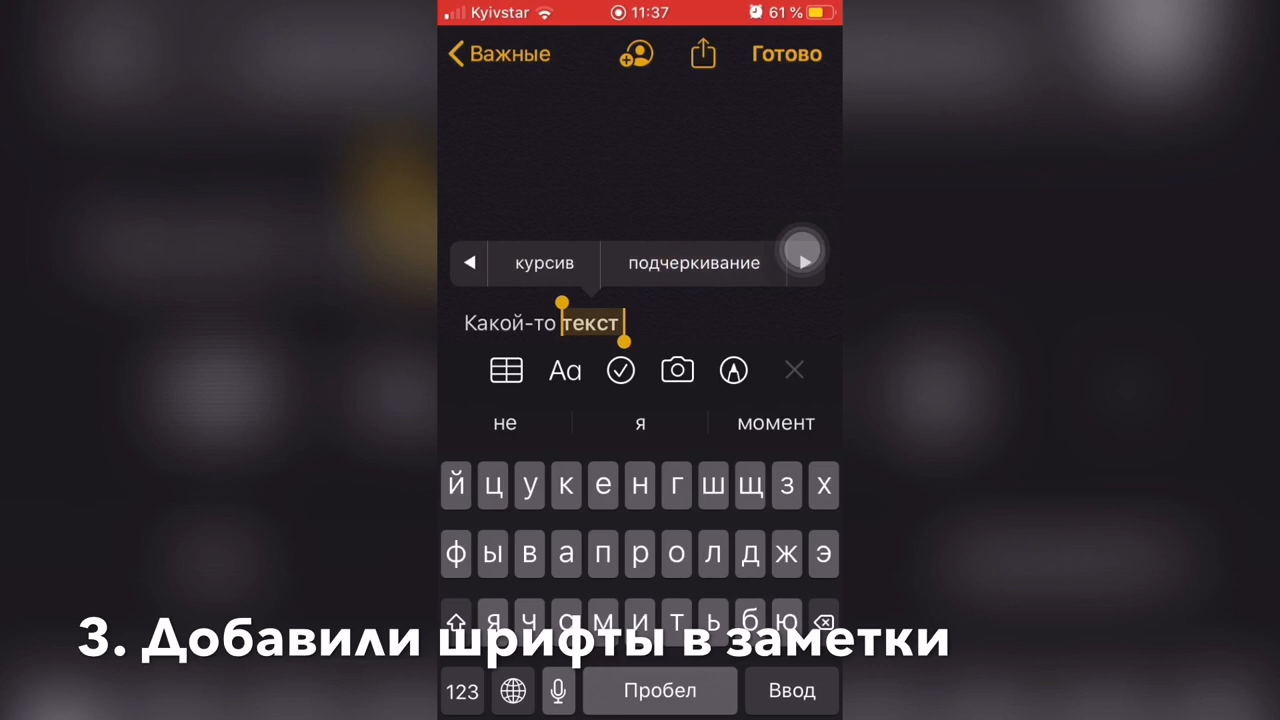 Kyivstar 11:37 61 %
Важные Готово
курсив подчеркивание
Какой-то текст
Aa
не я момент
й ц у к е н г ш щ з х
ф ы в а п р о л д ж э
я ч с м и т ь б ю
3. Добавили шрифты в заметки
123 Пробел Ввод